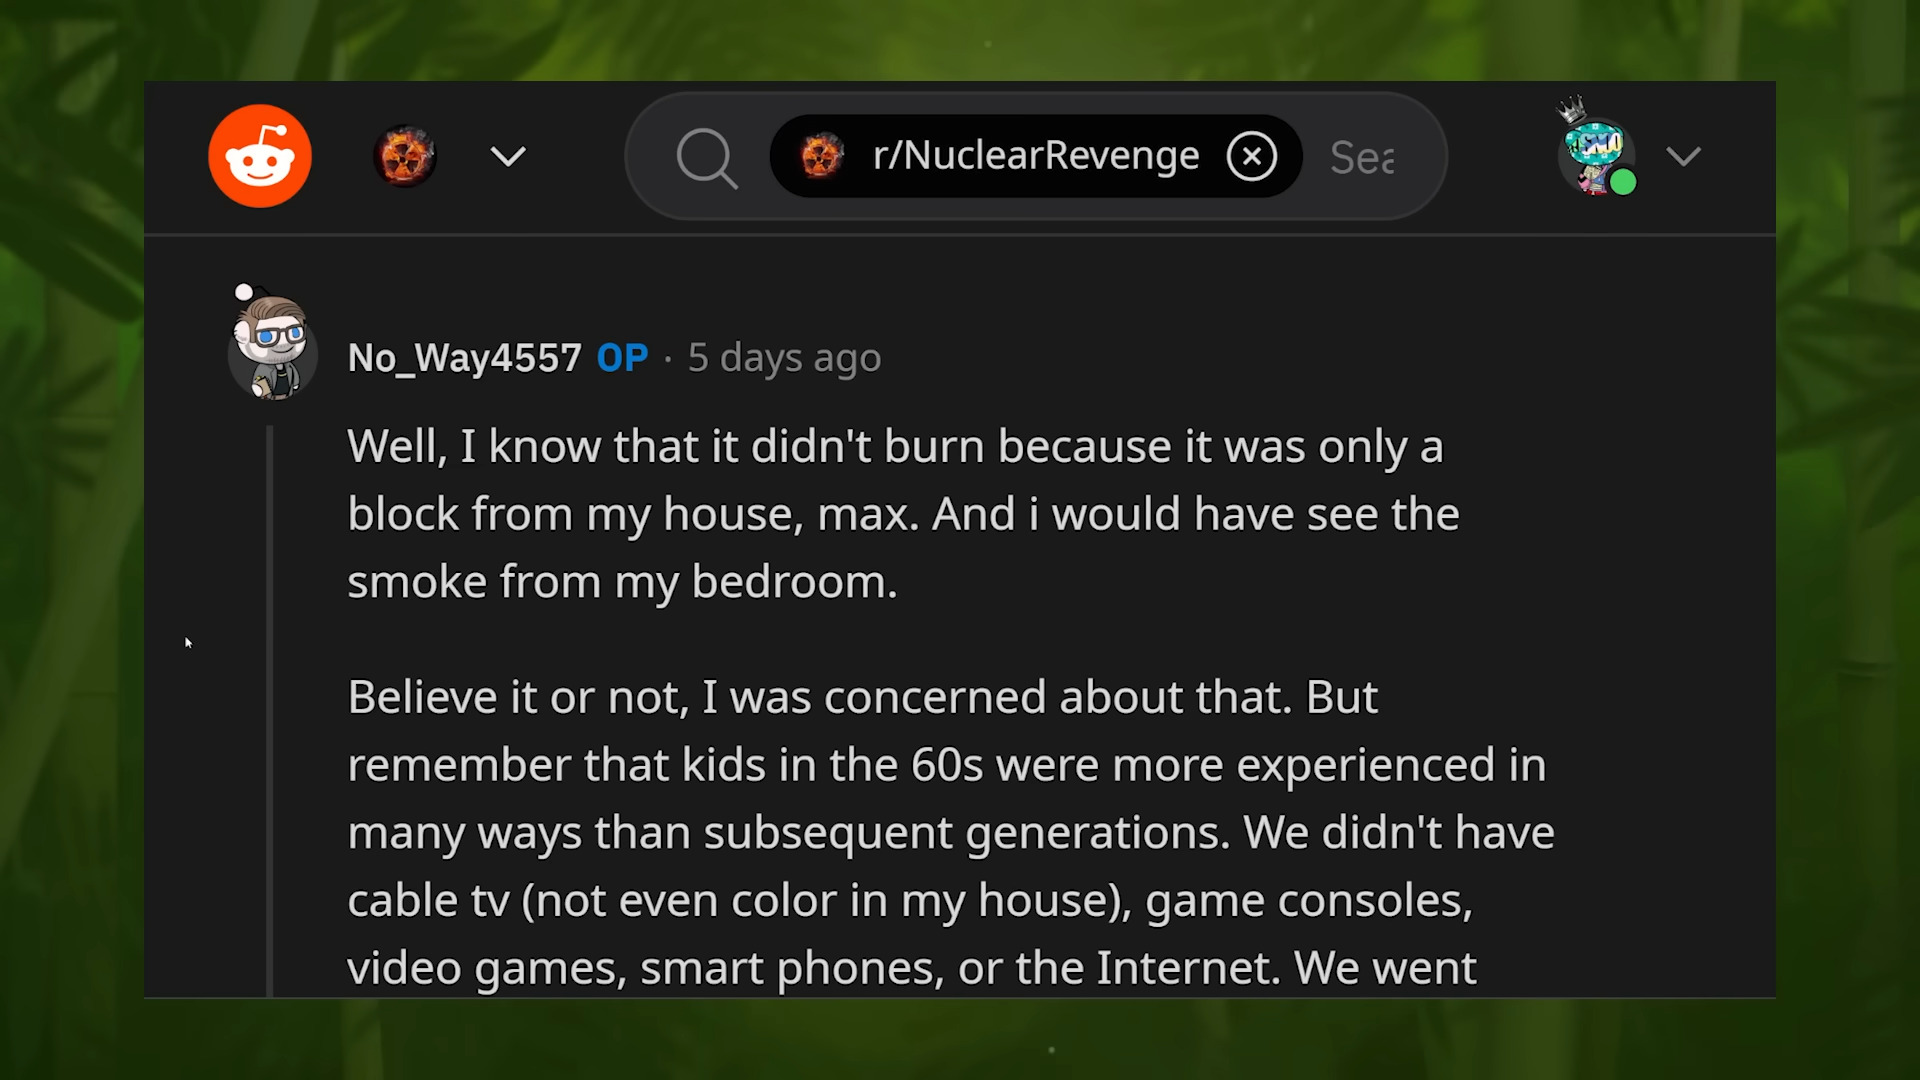 r/NuclearRevenge Sea
No_Way4557 OP · 5 days ago
Well, I know that it didn't burn because it was only a
block from my house, max. And i would have see the
smoke from my bedroom.
Believe it or not, I was concerned about that. But
remember that kids in the 60s were more experienced in
many ways than subsequent generations. We didn't have
cable tv (not even color in my house), game consoles,
video games, smart phones, or the Internet. We went